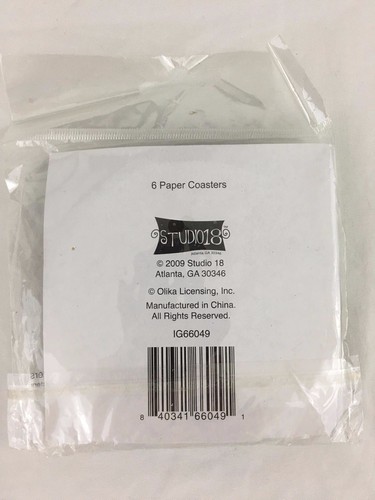 6 Paper Coasters
STUDIO18
© 2009 Studio 18
Atlanta, GA 30346
© Olika Licensing, Inc.
Manufactured in China.
All Rights Reserved.
IG66049
8 40341 66049 1